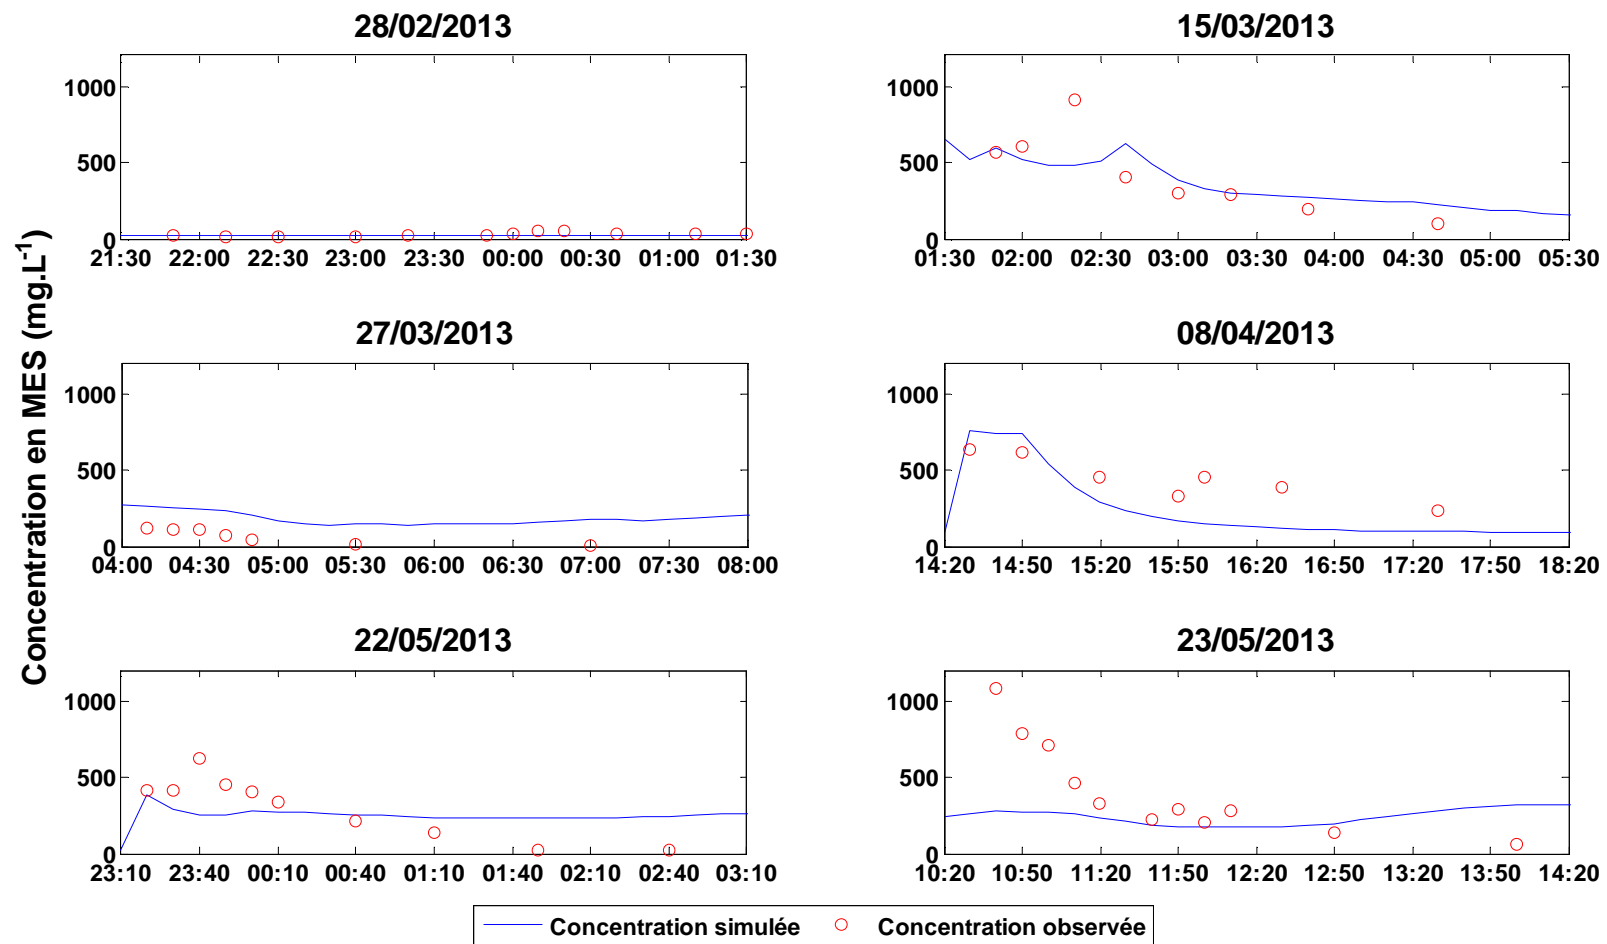 28/02/2013
15/03/2013
1000
500
0
21:30 22:00 22:30 23:00 23:30 00:00 00:30 01:00 01:30
1000
500
0
01:30 02:00 02:30 03:00 03:30 04:00 04:30 05:00 05:30
Concentration en MES (mg.L-1)
27/03/2013
08/04/2013
1000
500
0
04:00 04:30 05:00 05:30 06:00 06:30 07:00 07:30 08:00
1000
500
0
14:20 14:50 15:20 15:50 16:20 16:50 17:20 17:50 18:20
22/05/2013
23/05/2013
1000
500
0
23:10 23:40 00:10 00:40 01:10 01:40 02:10 02:40 03:10
1000
500
0
10:20 10:50 11:20 11:50 12:20 12:50 13:20 13:50 14:20
Concentration simulée
Concentration observée